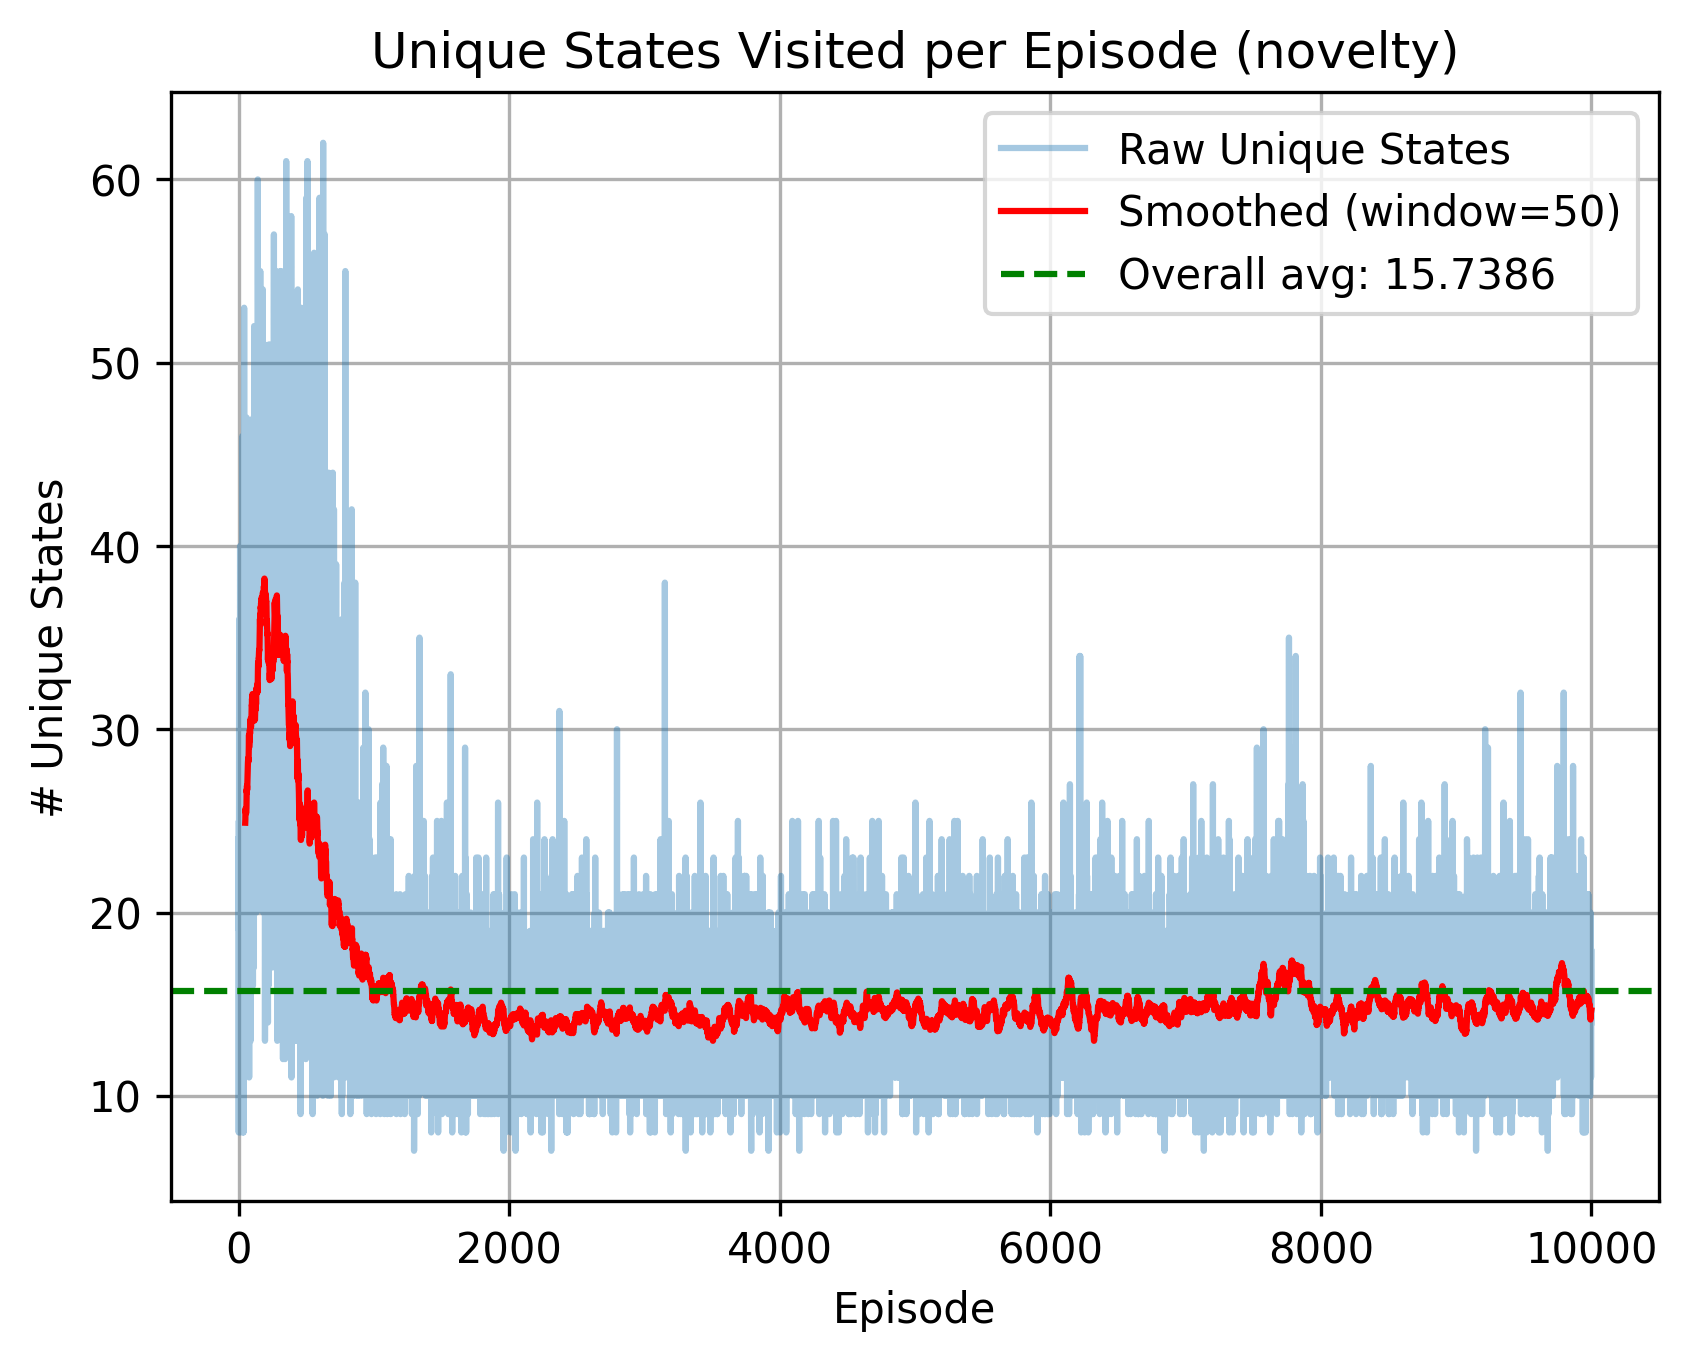 Unique States Visited per Episode (novelty)
Raw Unique States
Smoothed (window=50)
Overall avg: 15.7386
# Unique States
60
50
40
30
20
10
0
2000
4000
6000
8000
10000
Episode